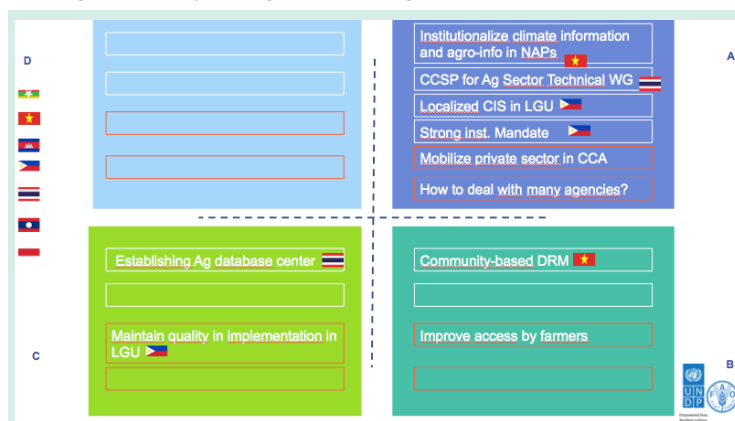 D
Institutionalize climate information
and agro-info in NAPs
A
CCSP for Ag Sector Technical WG
Localized CIS in LGU
Strong inst. Mandate
Mobilize private sector in CCA
How to deal with many agencies?
Establishing Ag database center
Community-based DRM
Maintain quality in implementation in
LGU
Improve access by farmers
C
B
U N
D P